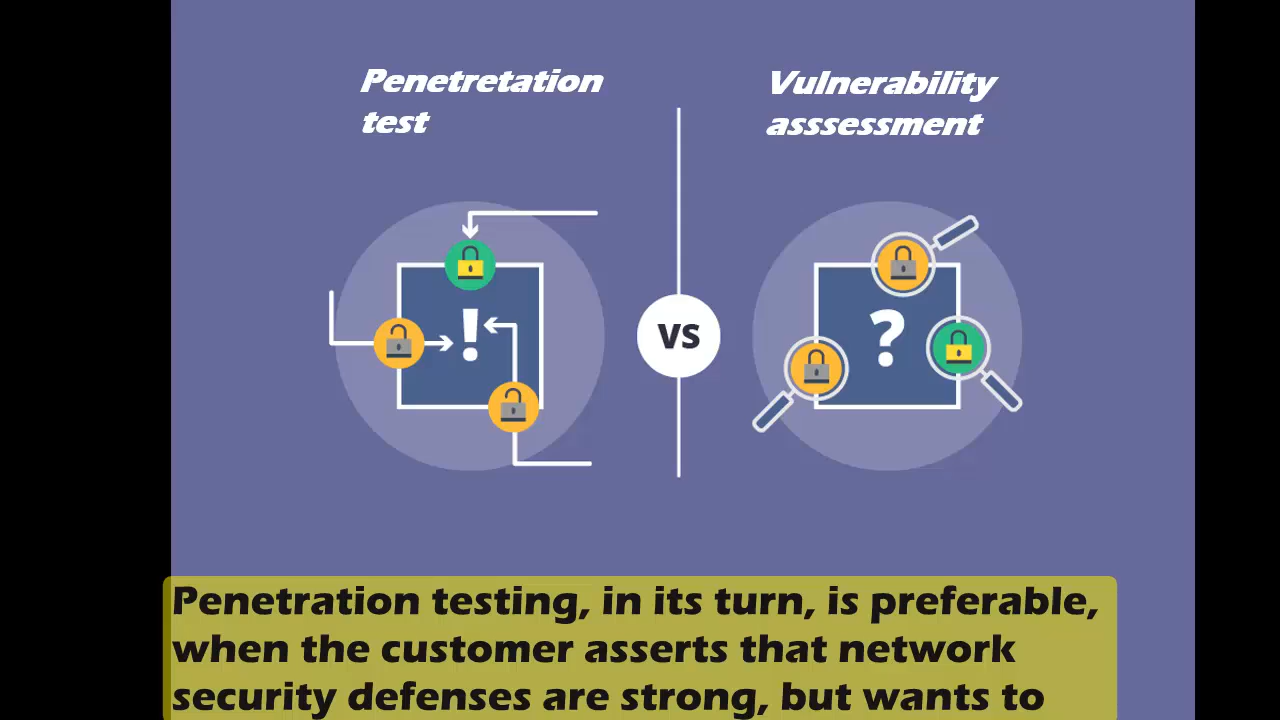 Penetretation
test
Vulnerability
asssessment
!
VS
?
Penetration testing, in its turn, is preferable,
when the customer asserts that network
security defenses are strong, but wants to